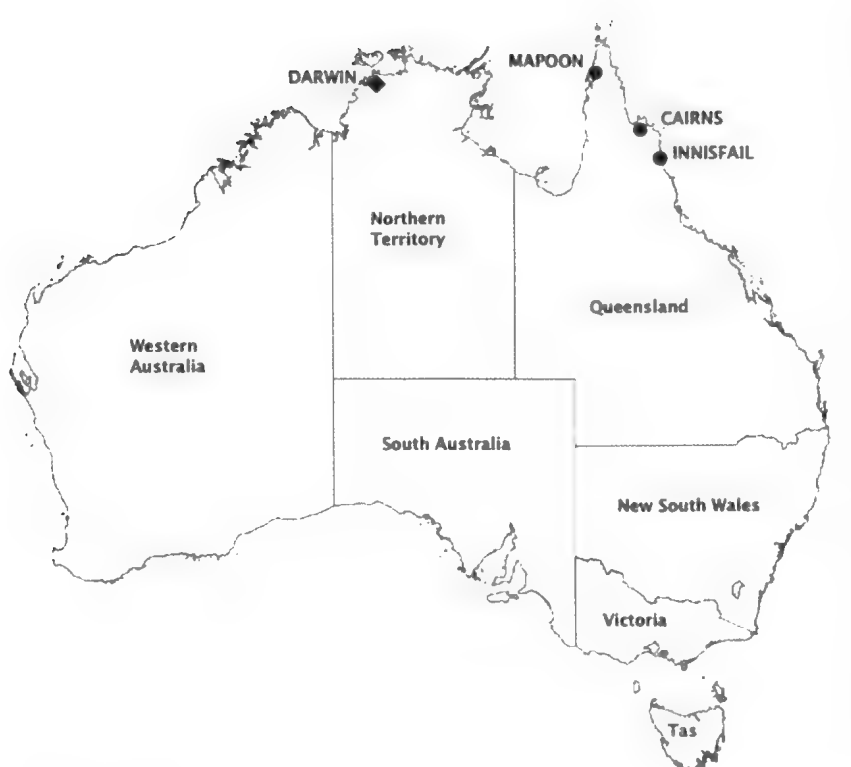 MAPOON
DARWIN
CAIRNS
INNISFAIL
Northern
Territory
Queensland
Western
Australia
South Australia
New South Wales
Victoria
Tas